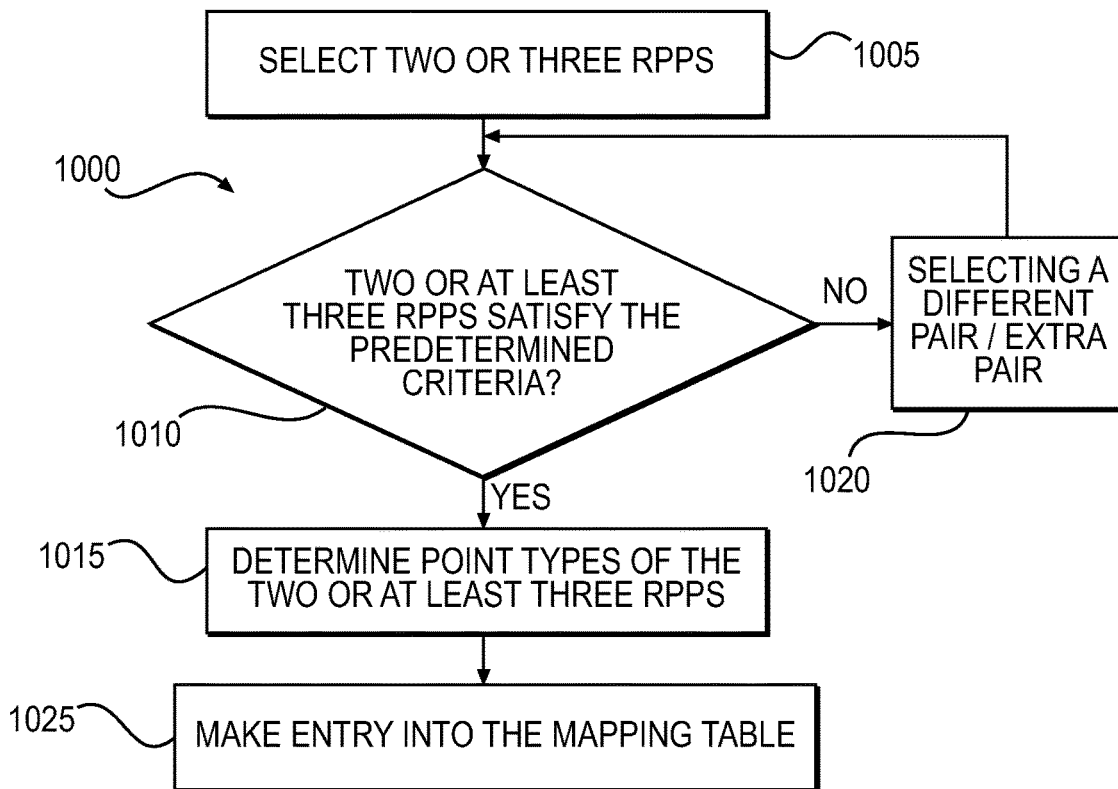 SELECT TWO OR THREE RPPS
1005
1000
TWO OR AT LEAST
THREE RPPS SATISFY THE
PREDETERMINED
CRITERIA?
NO
SELECTING A
DIFFERENT
PAIR / EXTRA
PAIR
1010
1020
YES
1015
DETERMINE POINT TYPES OF THE
TWO OR AT LEAST THREE RPPS
1025
MAKE ENTRY INTO THE MAPPING TABLE